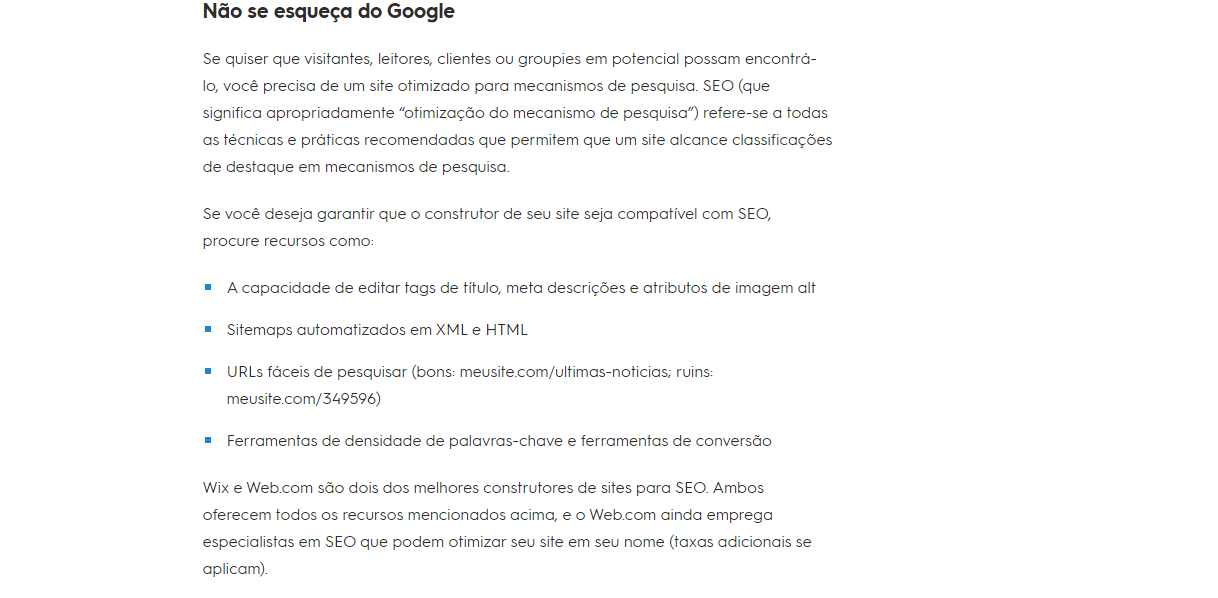 Não se esqueça do Google
Se quiser que visitantes, leitores, clientes ou groupies em potencial possam encontrá-
lo, você precisa de um site otimizado para mecanismos de pesquisa. SEO (que
significa apropriadamente “otimização do mecanismo de pesquisa”) refere-se a todas
as técnicas e práticas recomendadas que permitem que um site alcance classificações
de destaque em mecanismos de pesquisa.
Se você deseja garantir que o construtor de seu site seja compatível com SEO,
procure recursos como:
A capacidade de editar tags de título, meta descrições e atributos de imagem alt
Sitemaps automatizados em XML e HTML
URLs fáceis de pesquisar (bons: meusite.com/ultimas-noticias; ruins:
meusite.com/349596)
Ferramentas de densidade de palavras-chave e ferramentas de conversão
Wix e Web.com são dois dos melhores construtores de sites para SEO. Ambos
oferecem todos os recursos mencionados acima, e o Web.com ainda emprega
especialistas em SEO que podem otimizar seu site em seu nome (taxas adicionais se
aplicam).